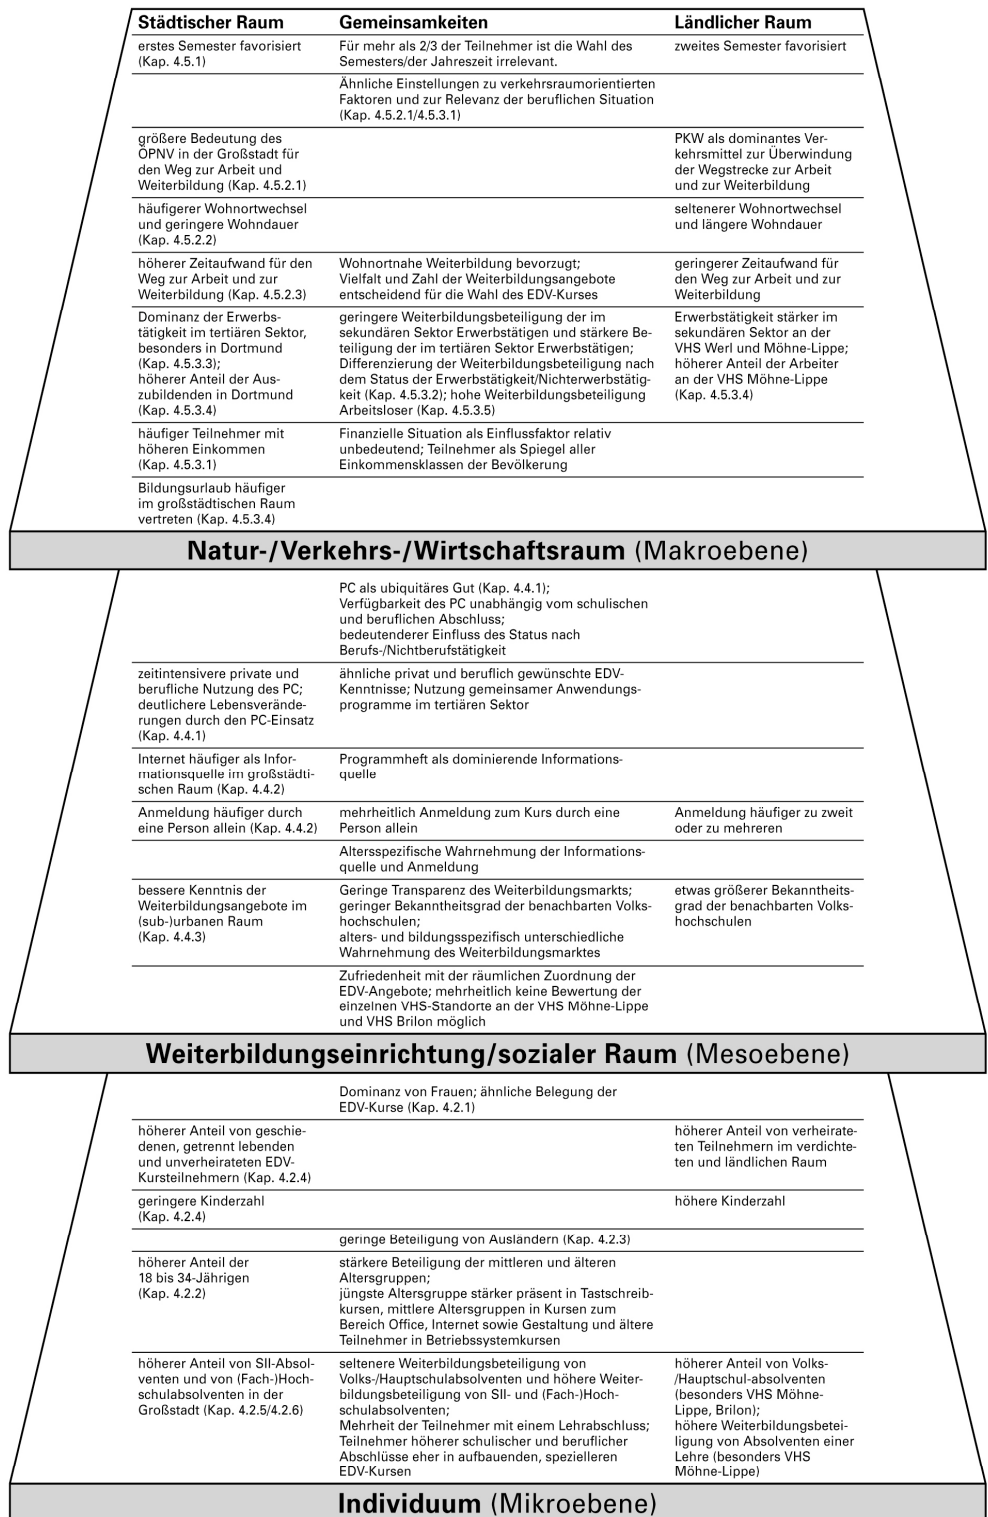 Städtischer Raum
Gemeinsamkeiten
Ländlicher Raum
erstes Semester favorisiert
(Kap. 4.5.1)
Für mehr als 2/3 der Teilnehmer ist die Wahl des
Semesters/der Jahreszeit irrelevant.
zweites Semester favorisiert
Ähnliche Einstellungen zu verkehrsraumorientierten
Faktoren und zur Relevanz der beruflichen Situation
(Kap. 4.5.2.1/4.5.3.1)
größere Bedeutung des
ÖPNV in der Großstadt für
den Weg zur Arbeit und
Weiterbildung (Kap. 4.5.2.1)
PKW als dominantes Ver-
kehrsmittel zur Überwindung
der Wegstrecke zur Arbeit
und zur Weiterbildung
häufigerer Wohnortwechsel
und geringere Wohndauer
(Kap. 4.5.2.2)
seltenerer Wohnortwechsel
und längere Wohndauer
höherer Zeitaufwand für den
Weg zur Arbeit und zur
Weiterbildung (Kap. 4.5.2.3)
Wohnortnahe Weiterbildung bevorzugt;
Vielfalt und Zahl der Weiterbildungsangebote
entscheidend für die Wahl des EDV-Kurses
geringerer Zeitaufwand für
den Weg zur Arbeit und zur
Weiterbildung
Dominanz der Erwerbs-
tätigkeit im tertiären Sektor,
besonders in Dortmund
(Kap. 4.5.3.3);
höherer Anteil der Aus-
zubildenden in Dortmund
(Kap. 4.5.3.4)
geringere Weiterbildungsbeteiligung der im
sekundären Sektor Erwerbstätigen und stärkere Be-
teiligung der im tertiären Sektor Erwerbstätigen;
Differenzierung der Weiterbildungsbeteiligung nach
dem Status der Erwerbstätigkeit/Nichterwerbstätig-
keit (Kap. 4.5.3.2); hohe Weiterbildungsbeteiligung
Arbeitsloser (Kap. 4.5.3.5)
Erwerbstätigkeit stärker im
sekundären Sektor an der
VHS Werl und Möhne-Lippe;
höherer Anteil der Arbeiter
an der VHS Möhne-Lippe
(Kap. 4.5.3.4)
häufiger Teilnehmer mit
höheren Einkommen
(Kap. 4.5.3.1)
Finanzielle Situation als Einflussfaktor relativ
unbedeutend; Teilnehmer als Spiegel aller
Einkommensklassen der Bevölkerung
Bildungsurlaub häufiger
im großstädtischen Raum
vertreten (Kap. 4.5.3.4)
Natur-/Verkehrs-/Wirtschaftsraum (Makroebene)
PC als ubiquitäres Gut (Kap. 4.4.1);
Verfügbarkeit des PC unabhängig vom schulischen
und beruflichen Abschluss;
bedeutenderer Einfluss des Status nach
Berufs-/Nichtberufstätigkeit
zeitintensivere private und
berufliche Nutzung des PC;
deutlichere Lebensverände-
rungen durch den PC-Einsatz
(Kap. 4.4.1)
ähnliche privat und beruflich gewünschte EDV-
Kenntnisse; Nutzung gemeinsamer Anwendungs-
programme im tertiären Sektor
Internet häufiger als Infor-
mationsquelle im großstädti-
schen Raum (Kap. 4.4.2)
Programmheft als dominierende Informations-
quelle
Anmeldung häufiger durch
eine Person allein (Kap. 4.4.2)
mehrheitlich Anmeldung zum Kurs durch eine
Person allein
Anmeldung häufiger zu zweit
oder zu mehreren
Altersspezifische Wahrnehmung der Informations-
quelle und Anmeldung
bessere Kenntnis der
Weiterbildungsangebote im
(sub-)urbanen Raum
(Kap. 4.4.3)
Geringe Transparenz des Weiterbildungsmarkts;
geringer Bekanntheitsgrad der benachbarten Volks-
hochschulen;
alters- und bildungsspezifisch unterschiedliche
Wahrnehmung des Weiterbildungsmarktes
etwas größerer Bekanntheits-
grad der benachbarten Volks-
hochschulen
Zufriedenheit mit der räumlichen Zuordnung der
EDV-Angebote; mehrheitlich keine Bewertung der
einzelnen VHS-Standorte an der VHS Möhne-Lippe
und VHS Brilon möglich
Weiterbildungseinrichtung/sozialer Raum (Mesoebene)
Dominanz von Frauen; ähnliche Belegung der
EDV-Kurse (Kap. 4.2.1)
höherer Anteil von geschie-
denen, getrennt lebenden
und unverheirateten EDV-
Kursteilnehmern (Kap. 4.2.4)
höherer Anteil von verheirate-
ten Teilnehmern im verdichte-
ten und ländlichen Raum
geringere Kinderzahl
(Kap. 4.2.4)
höhere Kinderzahl
geringe Beteiligung von Ausländern (Kap. 4.2.3)
höherer Anteil der
18 bis 34-Jährigen
(Kap. 4.2.2)
stärkere Beteiligung der mittleren und älteren
Altersgruppen;
jüngste Altersgruppe stärker präsent in Tastschreib-
kursen, mittlere Altersgruppen in Kursen zum
Bereich Office, Internet sowie Gestaltung und ältere
Teilnehmer in Betriebssystemkursen
höherer Anteil von SII-Absol-
venten und von (Fach-)Hoch-
schulabsolventen in der
Großstadt (Kap. 4.2.5/4.2.6)
seltenere Weiterbildungsbeteiligung von
Volks-/Hauptschulabsolventen und höhere Weiter-
bildungsbeteiligung von SII- und (Fach-)Hoch-
schulabsolventen;
Mehrheit der Teilnehmer mit einem Lehrabschluss;
Teilnehmer höherer schulischer und beruflicher
Abschlüsse eher in aufbauenden, spezielleren
EDV-Kursen
höherer Anteil von Volks-
/Hauptschul-absolventen
(besonders VHS Möhne-
Lippe, Brilon);
höhere Weiterbildungsbetei-
ligung von Absolventen einer
Lehre (besonders VHS
Möhne-Lippe)
Individuum (Mikroebene)